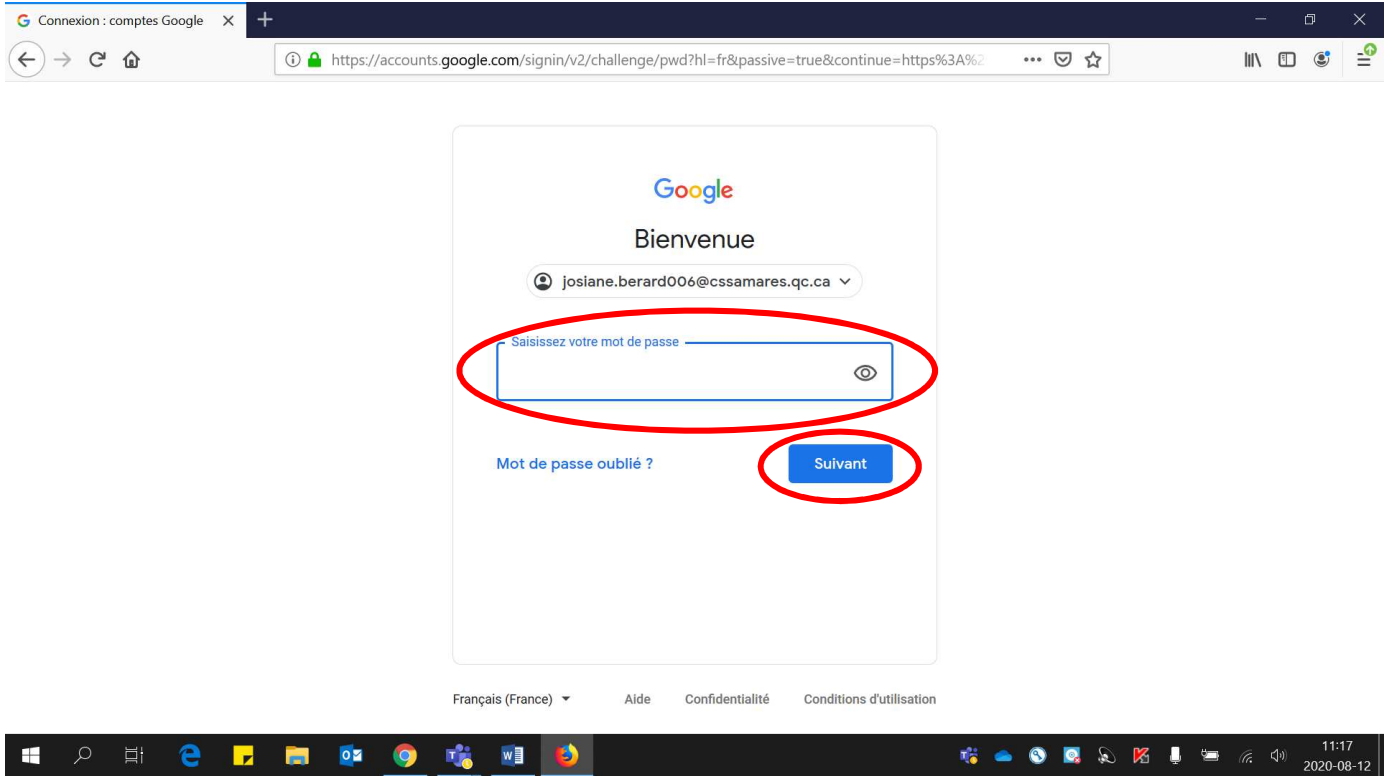 Connexion : comptes Google
https://accounts.google.com/signin/v2/challenge/pwd?hl=fr&passive=true&continue=https%3A%2
Google
Bienvenue
josiane.berard006@cssamares.qc.ca
Saisissez votre mot de passe
Mot de passe oublié ?
Suivant
Français (France)
Aide
Confidentialité
Conditions d'utilisation
11:17
2020-08-12